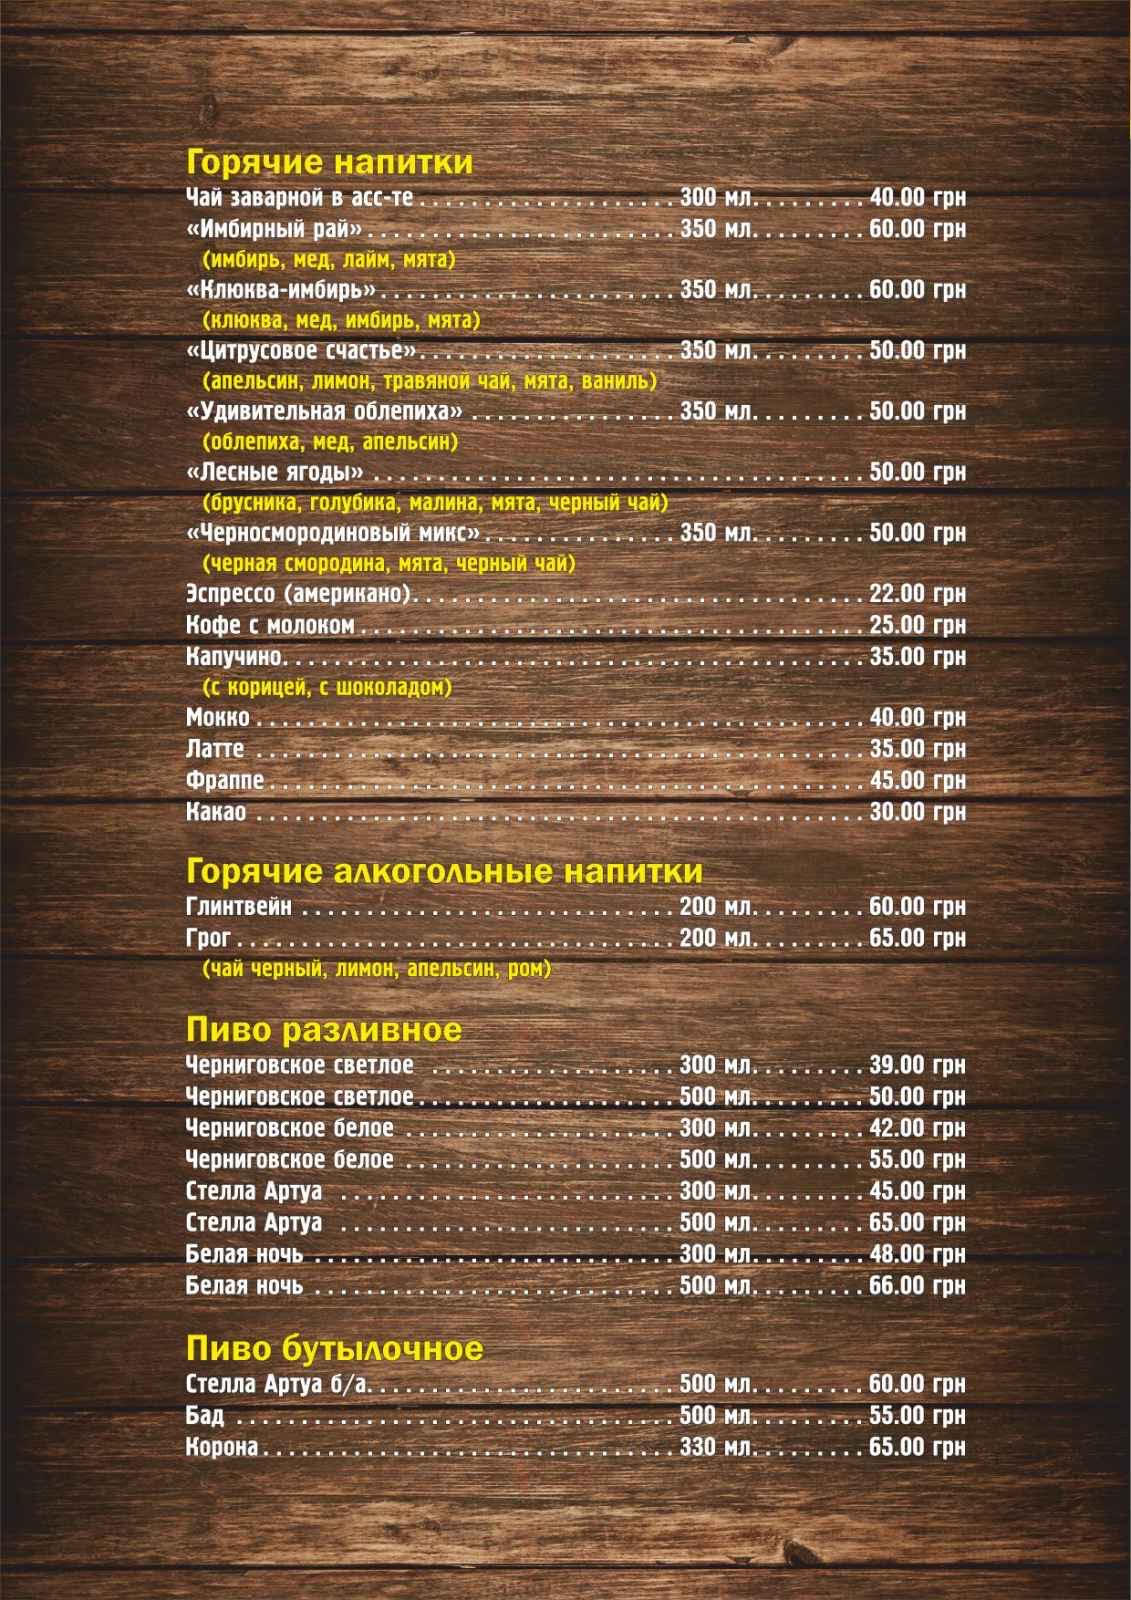 Горячие напитки
Чай заварной в асс-те . . . . . . . . . . . . . . . . . . . . 300 мл. . . . . . . . . 40.00 грн
«Имбирный рай» . . . . . . . . . . . . . . . . . . . . . . . . 350 мл. . . . . . . . . 60.00 грн
(имбирь, мед, лайм, мята)
«Клюква-имбирь» . . . . . . . . . . . . . . . . . . . . . . . 350 мл. . . . . . . . . 60.00 грн
(клюква, мед, имбирь, мята)
«Цитрусовое счастье» . . . . . . . . . . . . . . . . . . . . 350 мл. . . . . . . . . 50.00 грн
(апельсин, лимон, травяной чай, мята, ваниль)
«Удивительная облепиха» . . . . . . . . . . . . . . . . 350 мл. . . . . . . . . 50.00 грн
(облепиха, мед, апельсин)
«Лесные ягоды» . . . . . . . . . . . . . . . . . . . . . . . . . . . . . . . . . . . . . . 50.00 грн
(брусника, голубика, малина, мята, черный чай)
«Черносмородиновый микс» . . . . . . . . . . . . . . . 350 мл. . . . . . . . . 50.00 грн
(черная смородина, мята, черный чай)
Эспрессо (американо). . . . . . . . . . . . . . . . . . . . . . . . . . . . . . . . . . . 22.00 грн
Кофе с молоком . . . . . . . . . . . . . . . . . . . . . . . . . . . . . . . . . . . . . . . 25.00 грн
Капучино. . . . . . . . . . . . . . . . . . . . . . . . . . . . . . . . . . . . . . . . . . . . . 35.00 грн
(с корицей, с шоколадом)
Мокко . . . . . . . . . . . . . . . . . . . . . . . . . . . . . . . . . . . . . . . . . . . . . . . 40.00 грн
Латте . . . . . . . . . . . . . . . . . . . . . . . . . . . . . . . . . . . . . . . . . . . . . . . 35.00 грн
Фраппе . . . . . . . . . . . . . . . . . . . . . . . . . . . . . . . . . . . . . . . . . . . . . . 45.00 грн
Какао . . . . . . . . . . . . . . . . . . . . . . . . . . . . . . . . . . . . . . . . . . . . . . . 30.00 грн
Горячие алкогольные напитки
Глинтвейн . . . . . . . . . . . . . . . . . . . . . . . . . . . . . 200 мл. . . . . . . . . 60.00 грн
Грог . . . . . . . . . . . . . . . . . . . . . . . . . . . . . . . . . . 200 мл. . . . . . . . . 65.00 грн
(чай черный, лимон, апельсин, ром)
Пиво разливное
Черниговское светлое . . . . . . . . . . . . . . . . . . . 300 мл. . . . . . . . . 39.00 грн
Черниговское светлое . . . . . . . . . . . . . . . . . . . . 500 мл. . . . . . . . . 50.00 грн
Черниговское белое . . . . . . . . . . . . . . . . . . . . . 300 мл. . . . . . . . . 42.00 грн
Черниговское белое . . . . . . . . . . . . . . . . . . . . . 500 мл. . . . . . . . . 55.00 грн
Стелла Артуа . . . . . . . . . . . . . . . . . . . . . . . . . . 300 мл. . . . . . . . . 45.00 грн
Стелла Артуа . . . . . . . . . . . . . . . . . . . . . . . . . . 500 мл. . . . . . . . . 65.00 грн
Белая ночь . . . . . . . . . . . . . . . . . . . . . . . . . . . . 300 мл. . . . . . . . . 48.00 грн
Белая ночь . . . . . . . . . . . . . . . . . . . . . . . . . . . . 500 мл. . . . . . . . . 66.00 грн
Пиво бутылочное
Стелла Артуа б/а. . . . . . . . . . . . . . . . . . . . . . . . 500 мл. . . . . . . . . 60.00 грн
Бад . . . . . . . . . . . . . . . . . . . . . . . . . . . . . . . . . . 500 мл. . . . . . . . . 55.00 грн
Корона . . . . . . . . . . . . . . . . . . . . . . . . . . . . . . . . 330 мл. . . . . . . . . 65.00 грн